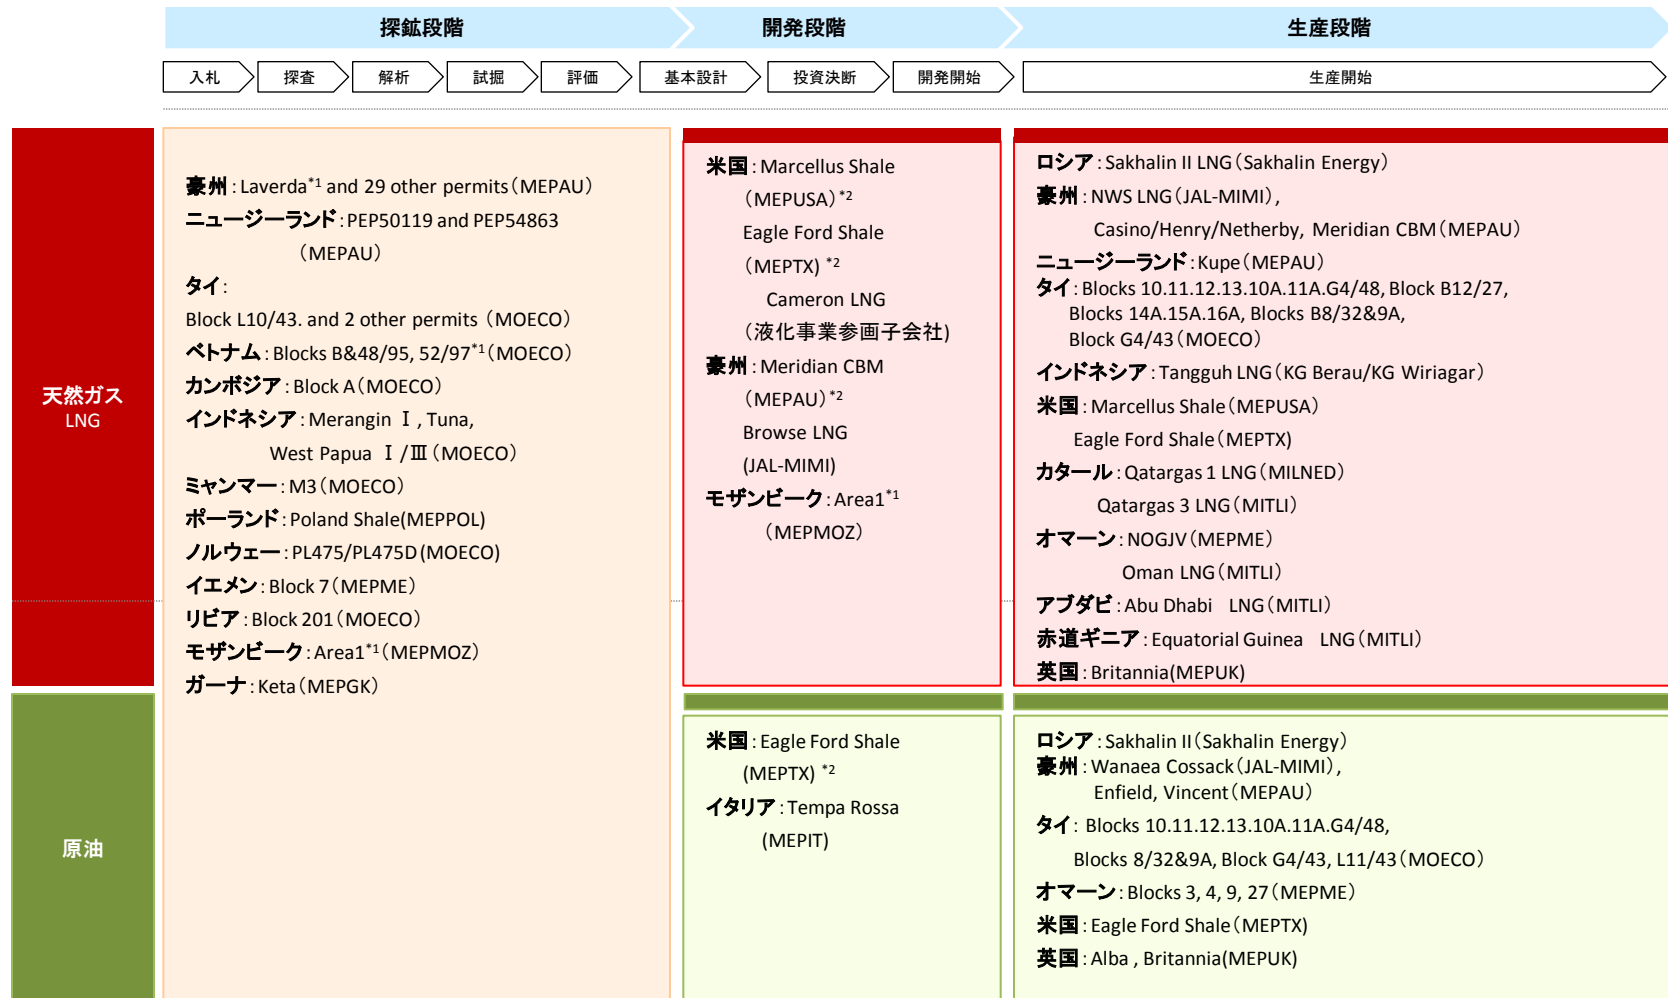 探鉱段階
開発段階
生産段階
入札
探査
解析
試掘
評価
基本設計
投資決断
開発開始
生産開始
天然ガス
LNG
豪州：Laverda*1 and 29 other permits（MEPAU）
ニュージーランド：PEP50119 and PEP54863
（MEPAU）
タイ：
Block L10/43. and 2 other permits （MOECO）
ベトナム：Blocks B&48/95, 52/97*1（MOECO）
カンボジア：Block A（MOECO）
インドネシア：Merangin Ⅰ, Tuna,
West Papua Ⅰ/Ⅲ（MOECO）
ミャンマー：M3（MOECO）
ポーランド：Poland Shale(MEPPOL)
ノルウェー：PL475/PL475D（MOECO)
イエメン：Block 7（MEPME）
リビア：Block 201（MOECO）
モザンビーク：Area1*1（MEPMOZ）
ガーナ：Keta（MEPGK）
米国：Marcellus Shale
（MEPUSA）*2
Eagle Ford Shale
（MEPTX) *2
Cameron LNG
（液化事業参画子会社)
豪州：Meridian CBM
（MEPAU）*2
Browse LNG
(JAL-MIMI)
モザンビーク：Area1*1
（MEPMOZ）
ロシア：Sakhalin II LNG（Sakhalin Energy）
豪州：NWS LNG（JAL-MIMI），
Casino/Henry/Netherby, Meridian CBM（MEPAU）
ニュージーランド：Kupe（MEPAU）
タイ：Blocks 10.11.12.13.10A.11A.G4/48, Block B12/27,
Blocks 14A.15A.16A, Blocks B8/32&9A,
Block G4/43（MOECO）
インドネシア：Tangguh LNG（KG Berau/KG Wiriagar）
米国：Marcellus Shale（MEPUSA）
Eagle Ford Shale（MEPTX)
カタール：Qatargas 1 LNG（MILNED）
Qatargas 3 LNG（MITLI）
オマーン：NOGJV（MEPME）
Oman LNG（MITLI）
アブダビ：Abu Dhabi LNG（MITLI）
赤道ギニア：Equatorial Guinea LNG（MITLI）
英国：Britannia(MEPUK)
原油
米国：Eagle Ford Shale
(MEPTX) *2
イタリア：Tempa Rossa
(MEPIT)
ロシア：Sakhalin II（Sakhalin Energy）
豪州：Wanaea Cossack（JAL-MIMI），
Enfield, Vincent（MEPAU）
タイ：Blocks 10.11.12.13.10A.11A.G4/48,
Blocks 8/32&9A, Block G4/43, L11/43（MOECO）
オマーン：Blocks 3, 4, 9, 27（MEPME）
米国：Eagle Ford Shale（MEPTX)
英国：Alba , Britannia(MEPUK)